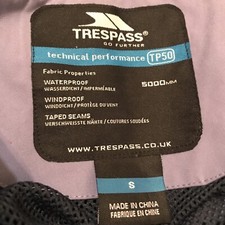 TRESPASS®
GO FURTHER
technical performance TP50
Fabric Properties
WATERPROOF 5000MM
WASSERDICHT / IMPERMÉABLE
WINDPROOF
WINDDICHT / PROTÈGE DU VENT
TAPED SEAMS
VERSCHWEISSTE NÄHTE / COUTURES SOUDÉES
WWW.TRESPASS.CO.UK
S
MADE IN CHINA
FABRIQUE EN CHINE